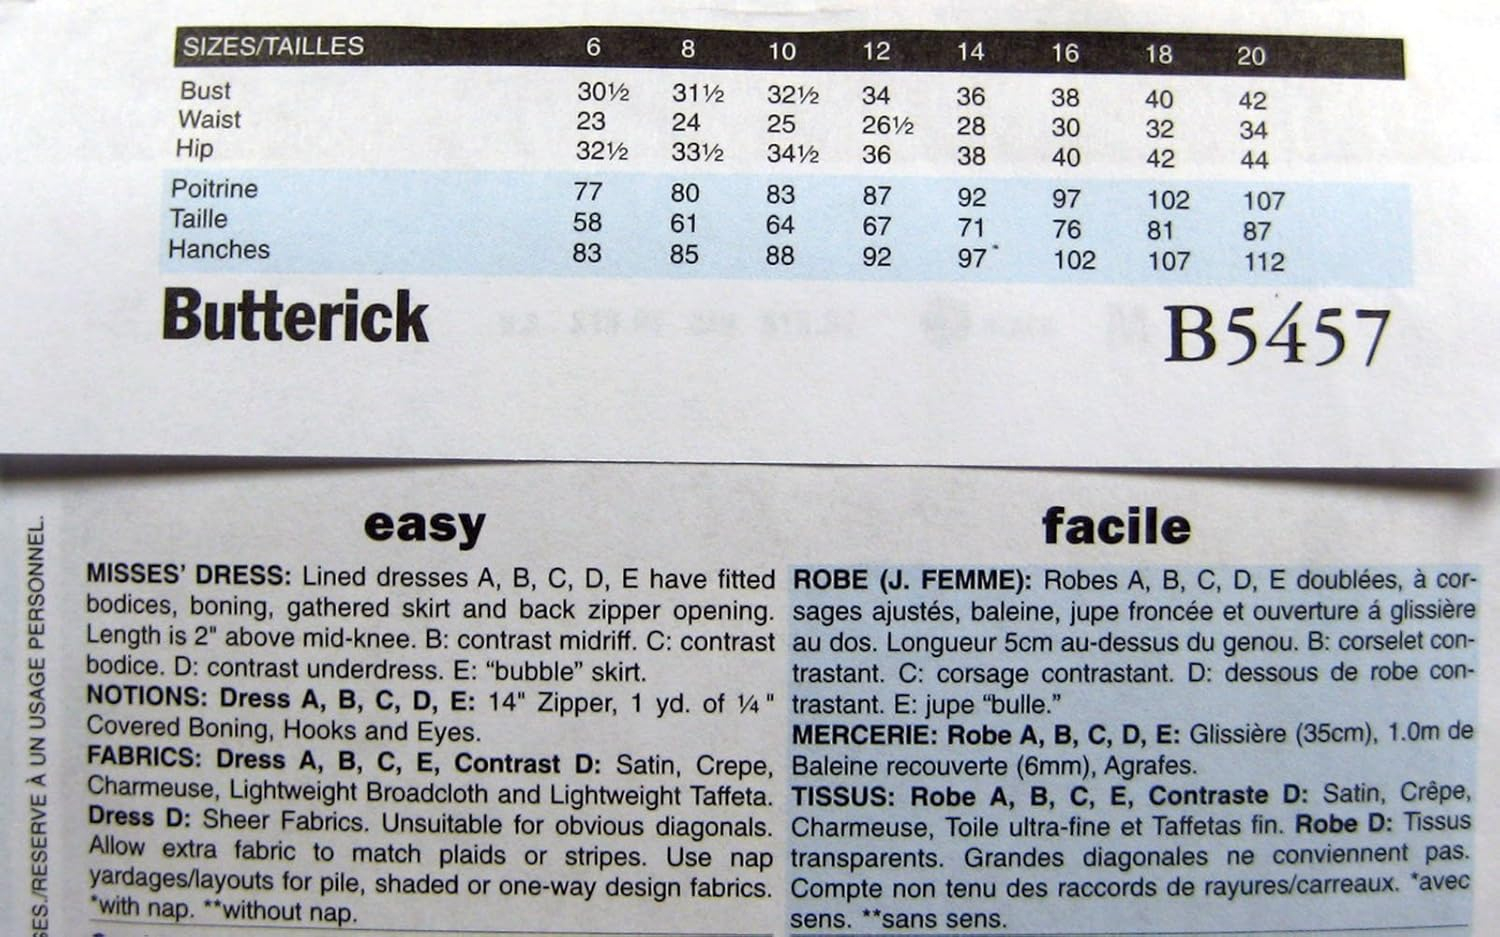 SIZES/TAILLES 6 8 10 12 14 16 18 20
Bust 30½ 31½ 32½ 34 36 38 40 42
Waist 23 24 25 26½ 28 30 32 34
Hip 32½ 33½ 34½ 36 38 40 42 44
Poitrine 77 80 83 87 92 97 102 107
Taille 58 61 64 67 71 76 81 87
Hanches 83 85 88 92 97 102 107 112
Butterick B5457
easy
MISSES' DRESS: Lined dresses A, B, C, D, E have fitted
bodices, boning, gathered skirt and back zipper opening.
Length is 2" above mid-knee. B: contrast midriff. C: contrast
bodice. D: contrast underdress. E: “bubble” skirt.
NOTIONS: Dress A, B, C, D, E: 14" Zipper, 1 yd. of ¼ "
Covered Boning, Hooks and Eyes.
FABRICS: Dress A, B, C, E, Contrast D: Satin, Crepe,
Charmeuse, Lightweight Broadcloth and Lightweight Taffeta.
Dress D: Sheer Fabrics. Unsuitable for obvious diagonals.
Allow extra fabric to match plaids or stripes. Use nap
yardages/layouts for pile, shaded or one-way design fabrics.
*with nap. **without nap.
facile
ROBE (J. FEMME): Robes A, B, C, D, E doublées, à cor-
sages ajustés, baleine, jupe froncée et ouverture á glissière
au dos. Longueur 5cm au-dessus du genou. B: corselet con-
trastant. C: corsage contrastant. D: dessous de robe con-
trastant. E: jupe “bulle.”
MERCERIE: Robe A, B, C, D, E: Glissière (35cm), 1.0m de
Baleine recouverte (6mm), Agrafes.
TISSUS: Robe A, B, C, E, Contraste D: Satin, Crêpe,
Charmeuse, Toile ultra-fine et Taffetas fin. Robe D: Tissus
transparents. Grandes diagonales ne conviennent pas.
Compte non tenu des raccords de rayures/carreaux. *avec
sens. **sans sens.
SES./RESERVE À UN USAGE PERSONNEL.